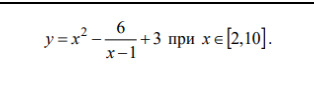 y = x² − 6/(x−1) + 3 при x ∈ [2,10].